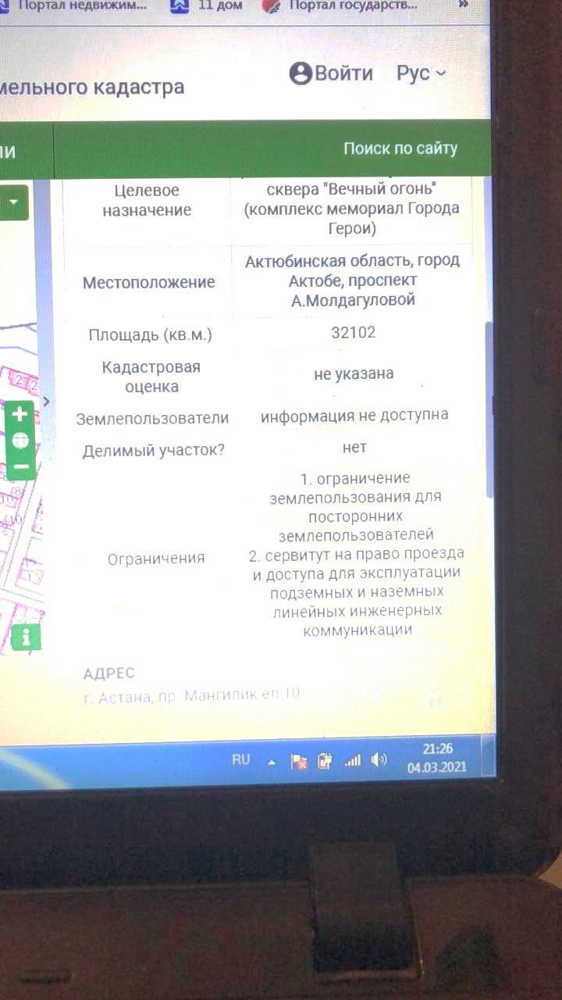 Портал недвижим...
11 дом
Портал государств...
»
мельного кадастра
Войти
Рус
ли
Поиск по сайту
Целевое
назначение
сквера "Вечный огонь"
(комплекс мемориал Города
Герои)
Местоположение
Актюбинская область, город
Актобе, проспект
А.Молдагуловой
Площадь (кв.м.)
32102
Кадастровая
оценка
не указана
Землепользователи
информация не доступна
Делимый участок?
нет
Ограничения
1. ограничение
землепользования для
посторонних
землепользователей
2. сервитут на право проезда
и доступа для эксплуатации
подземных и наземных
линейных инженерных
коммуникации
АДРЕС
г. Астана, пр. Мангилик ел 10
RU
21:26
04.03.2021